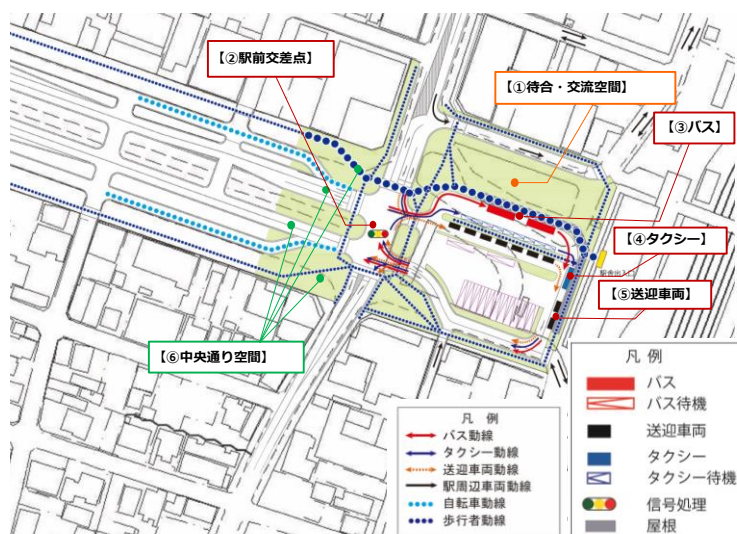 【②駅前交差点】
【①待合・交流空間】
【③バス】
【④タクシー】
駅舎出入口
【⑤送迎車両】
【⑥中央通り空間】
凡 例
バス動線
タクシー動線
送迎車両動線
駅周辺車両動線
自転車動線
歩行者動線
凡 例
バス
バス待機
送迎車両
タクシー
タクシー待機
信号処理
屋根